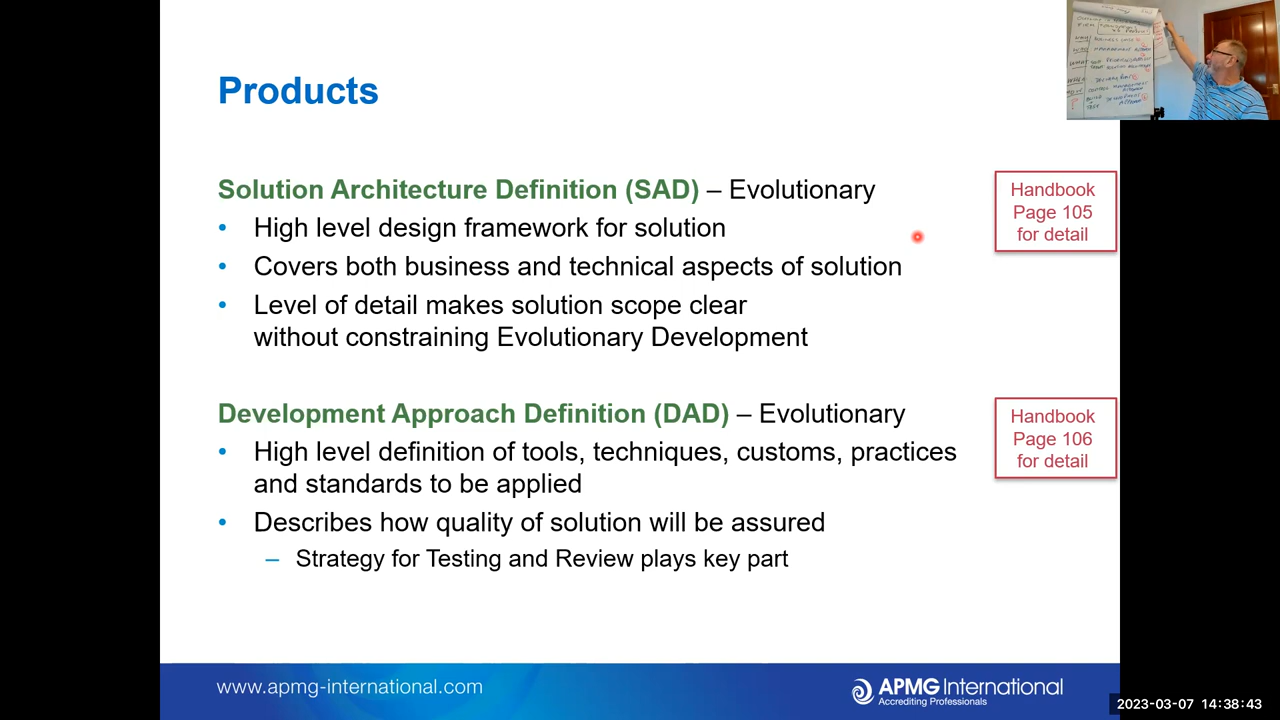 Products
Solution Architecture Definition (SAD) – Evolutionary
• High level design framework for solution
• Covers both business and technical aspects of solution
• Level of detail makes solution scope clear
without constraining Evolutionary Development
Handbook
Page 105
for detail
Development Approach Definition (DAD) – Evolutionary
• High level definition of tools, techniques, customs, practices
and standards to be applied
• Describes how quality of solution will be assured
– Strategy for Testing and Review plays key part
Handbook
Page 106
for detail
www.apmg-international.com
APMG International
Accrediting Professionals
2023-03-07 14:38:43